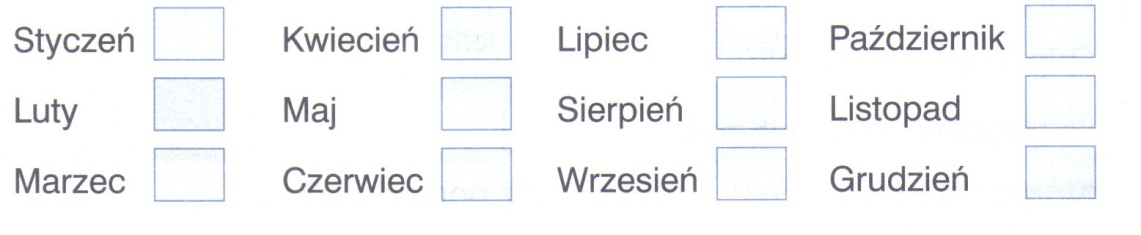 Styczeń Kwiecień Lipiec Październik
Luty Maj Sierpień Listopad
Marzec Czerwiec Wrzesień Grudzień